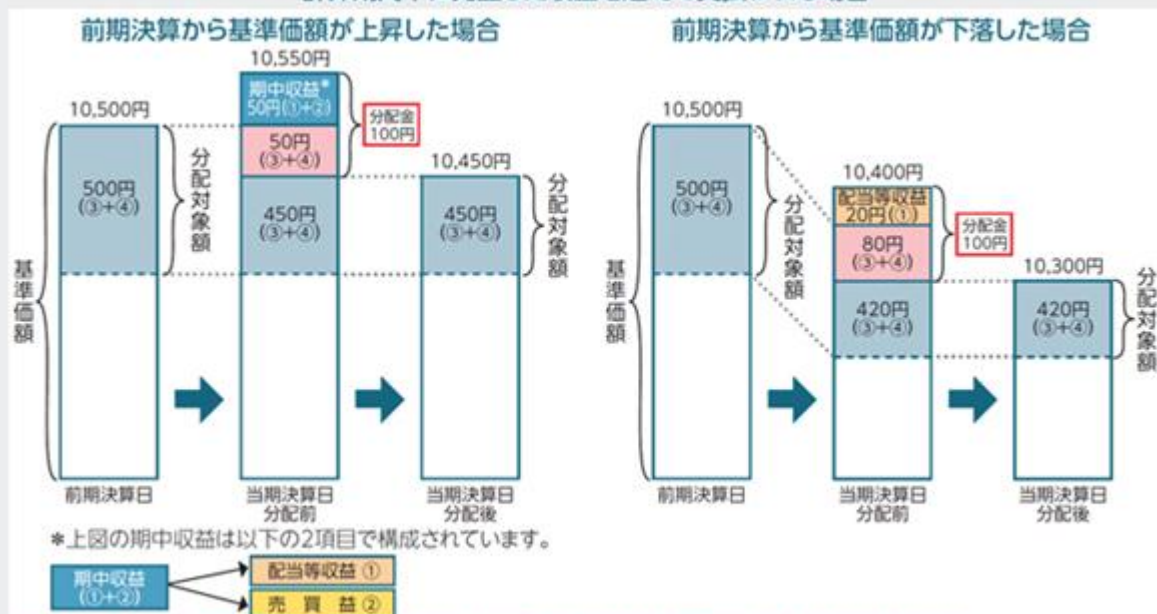 前期決算から基準価額が上昇した場合
10,500円
500円
(③+④)
分配対象額
基準価額
10,550円
期中収益*
50円(①+②)
50円
(③+④)
450円
(③+④)
分配金
100円
10,450円
450円
(③+④)
分配対象額
前期決算日
当期決算日
分配前
当期決算日
分配後
前期決算から基準価額が下落した場合
10,500円
500円
(③+④)
分配対象額
基準価額
10,400円
配当等収益
20円(①)
80円
(③+④)
420円
(③+④)
分配金
100円
10,300円
420円
(③+④)
分配対象額
前期決算日
当期決算日
分配前
当期決算日
分配後
*上図の期中収益は以下の2項目で構成されています。
期中収益
(①+②)
配当等収益 ①
売 買 益 ②